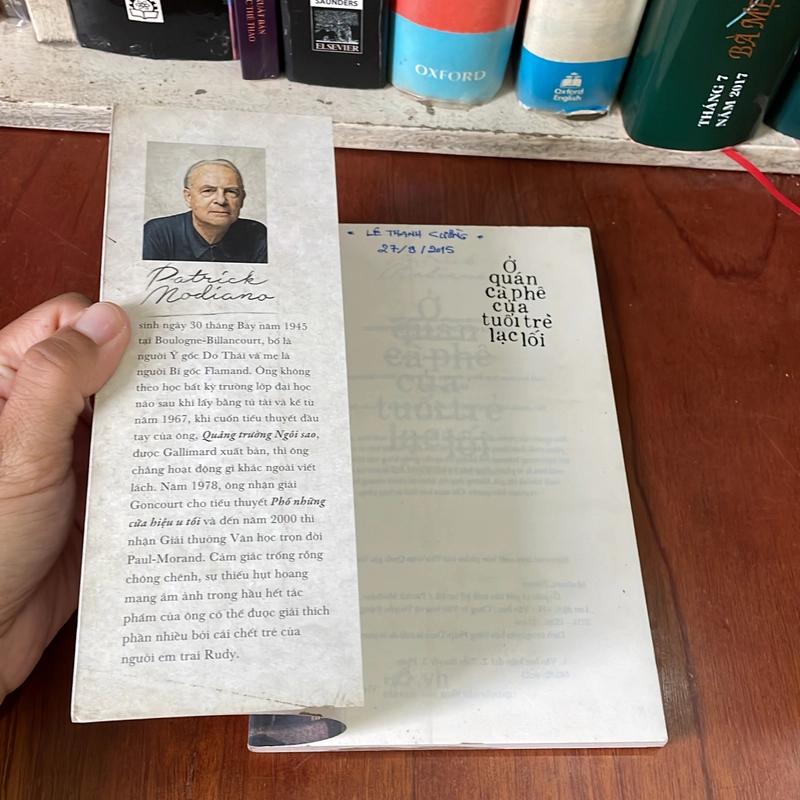 SAUNDERS
ELSEVIER
XUẤT BẢN
THỂ THAO
OXFORD
Oxford
English
THÁNG 7
NĂM 2017
Patrick
Modiano
sinh ngày 30 tháng Bảy năm 1945
tại Boulogne-Billancourt, bố là
người Ý gốc Do Thái và mẹ là
người Bỉ gốc Flamand. Ông không
theo học bất kỳ trường lớp đại học
nào sau khi lấy bằng tú tài và kể từ
năm 1967, khi cuốn tiểu thuyết đầu
tay của ông, Quảng trường Ngôi sao,
được Gallimard xuất bản, thì ông
chẳng hoạt động gì khác ngoài viết
lách. Năm 1978, ông nhận giải
Goncourt cho tiểu thuyết Phố những
cửa hiệu u tối và đến năm 2000 thì
nhận Giải thưởng Văn học trọn đời
Paul-Morand. Cảm giác trống rỗng
chông chênh, sự thiếu hụt hoang
mang ám ảnh trong hầu hết tác
phẩm của ông có thể được giải thích
phần nhiều bởi cái chết trẻ của
người em trai Rudy.
LÊ THANH CƯỜNG
27/9/2015
Ở
quán
cà phê
của
tuổi trẻ
lạc lối